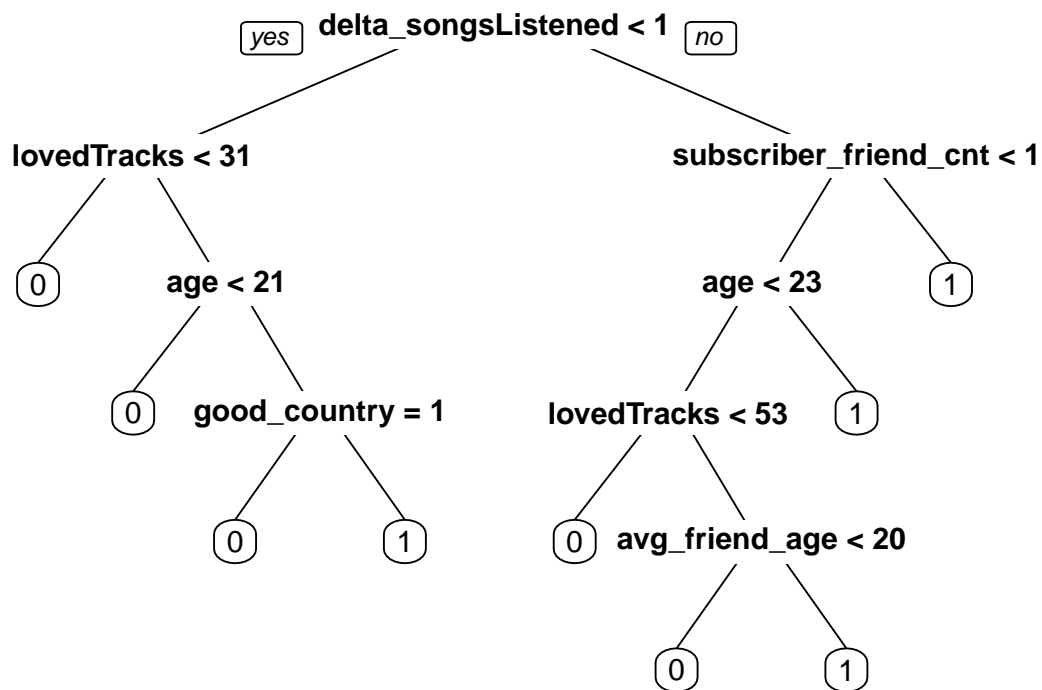 yes delta_songsListened < 1 no
lovedTracks < 31 subscriber_friend_cnt < 1
0 age < 21 age < 23 1
0 good_country = 1 lovedTracks < 53 1
0 1 0 avg_friend_age < 20
0 1